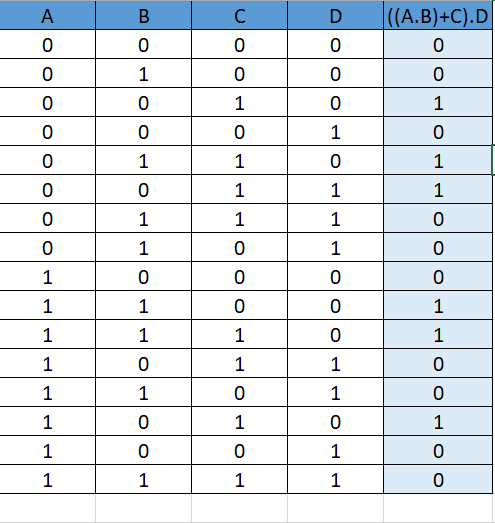 A B C D ((A.B)+C).D
0 0 0 0 0
0 1 0 0 0
0 0 1 0 1
0 0 0 1 0
0 1 1 0 1
0 0 1 1 1
0 1 1 1 0
0 1 0 1 0
1 0 0 0 0
1 1 0 0 1
1 1 1 0 1
1 0 1 1 0
1 1 0 1 0
1 0 1 0 1
1 0 0 1 0
1 1 1 1 0